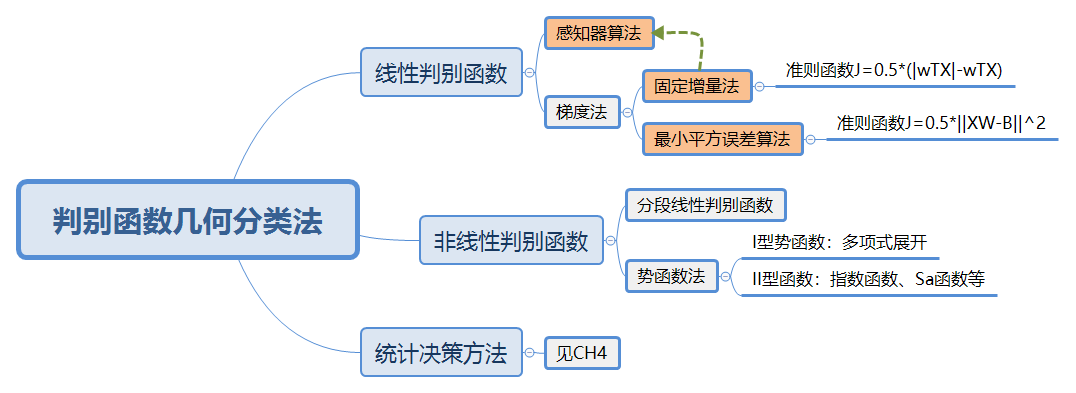 判别函数几何分类法
线性判别函数
感知器算法
梯度法
固定增量法
准则函数J=0.5*(|wTX|-wTX)
最小平方误差算法
准则函数J=0.5*||XW-B||^2
非线性判别函数
分段线性判别函数
势函数法
I型势函数：多项式展开
II型函数：指数函数、Sa函数等
统计决策方法
见CH4